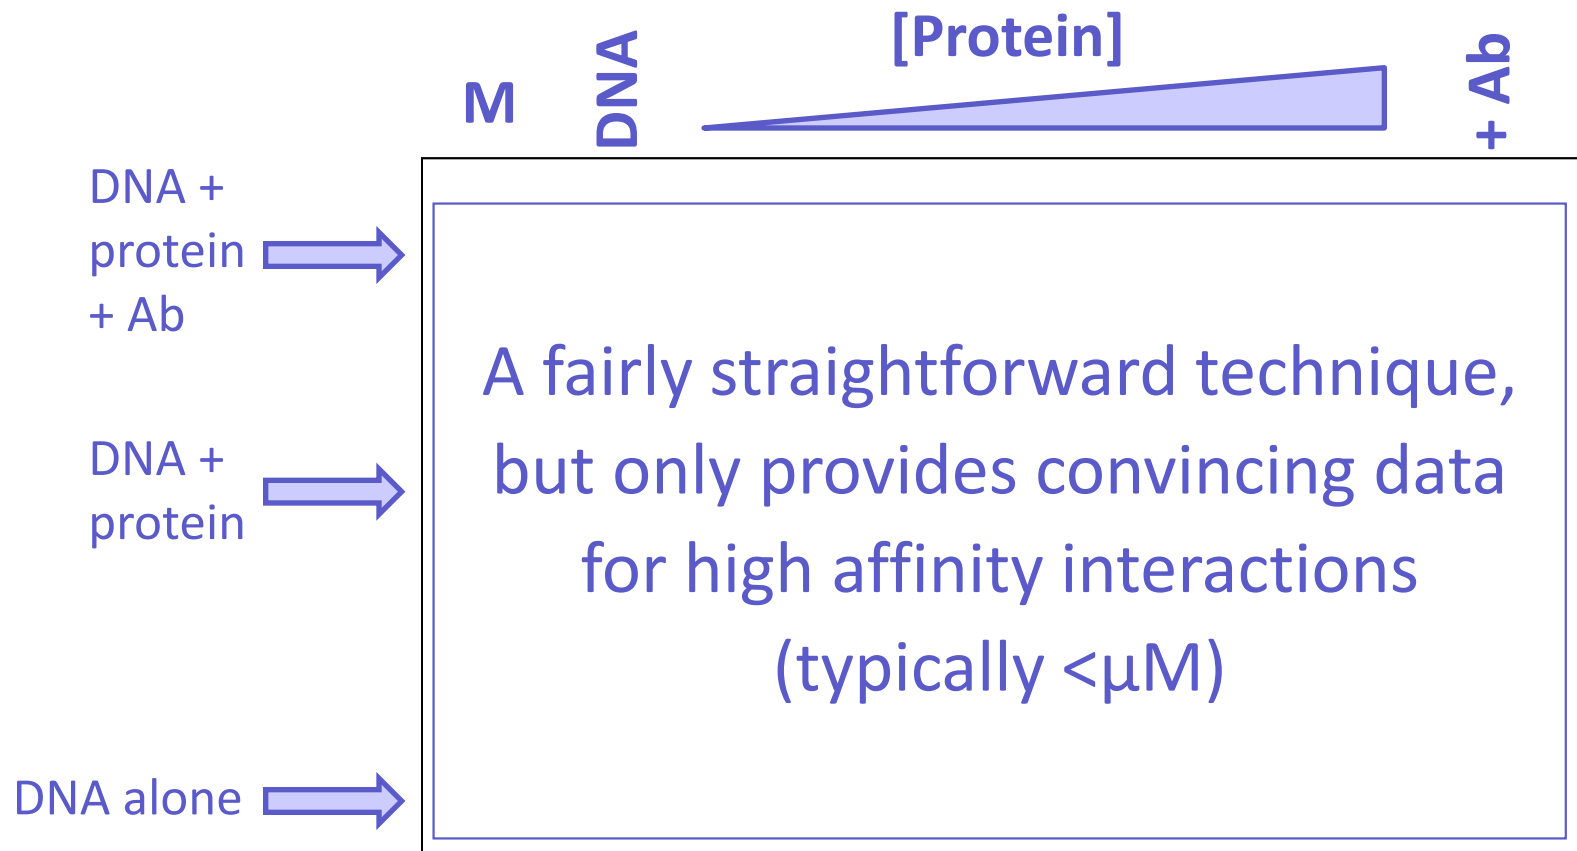 [Protein]
M
DNA
+ Ab
DNA +
protein
+ Ab
DNA +
protein
DNA alone
A fairly straightforward technique,
but only provides convincing data
for high affinity interactions
(typically <µM)